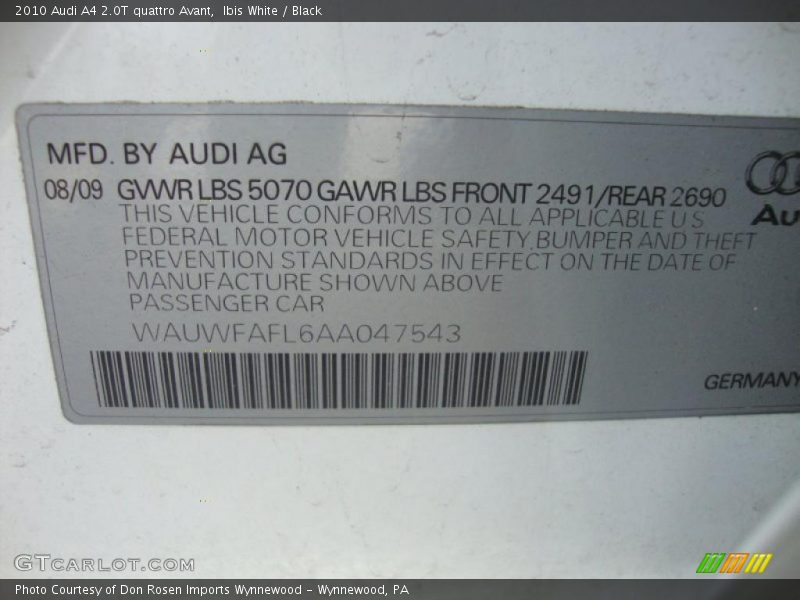 2010 Audi A4 2.0T quattro Avant,  Ibis White / Black
MFD. BY AUDI AG
08/09 GVWR LBS 5070 GAWR LBS FRONT 2491/REAR 2690
THIS VEHICLE CONFORMS TO ALL APPLICABLE U S
FEDERAL MOTOR VEHICLE SAFETY, BUMPER AND THEFT
PREVENTION STANDARDS IN EFFECT ON THE DATE OF
MANUFACTURE SHOWN ABOVE
PASSENGER CAR
WAUWFAFL6AA047543
Au
GERMANY
GTCARLOT.COM
Photo Courtesy of Don Rosen Imports Wynnewood - Wynnewood, PA